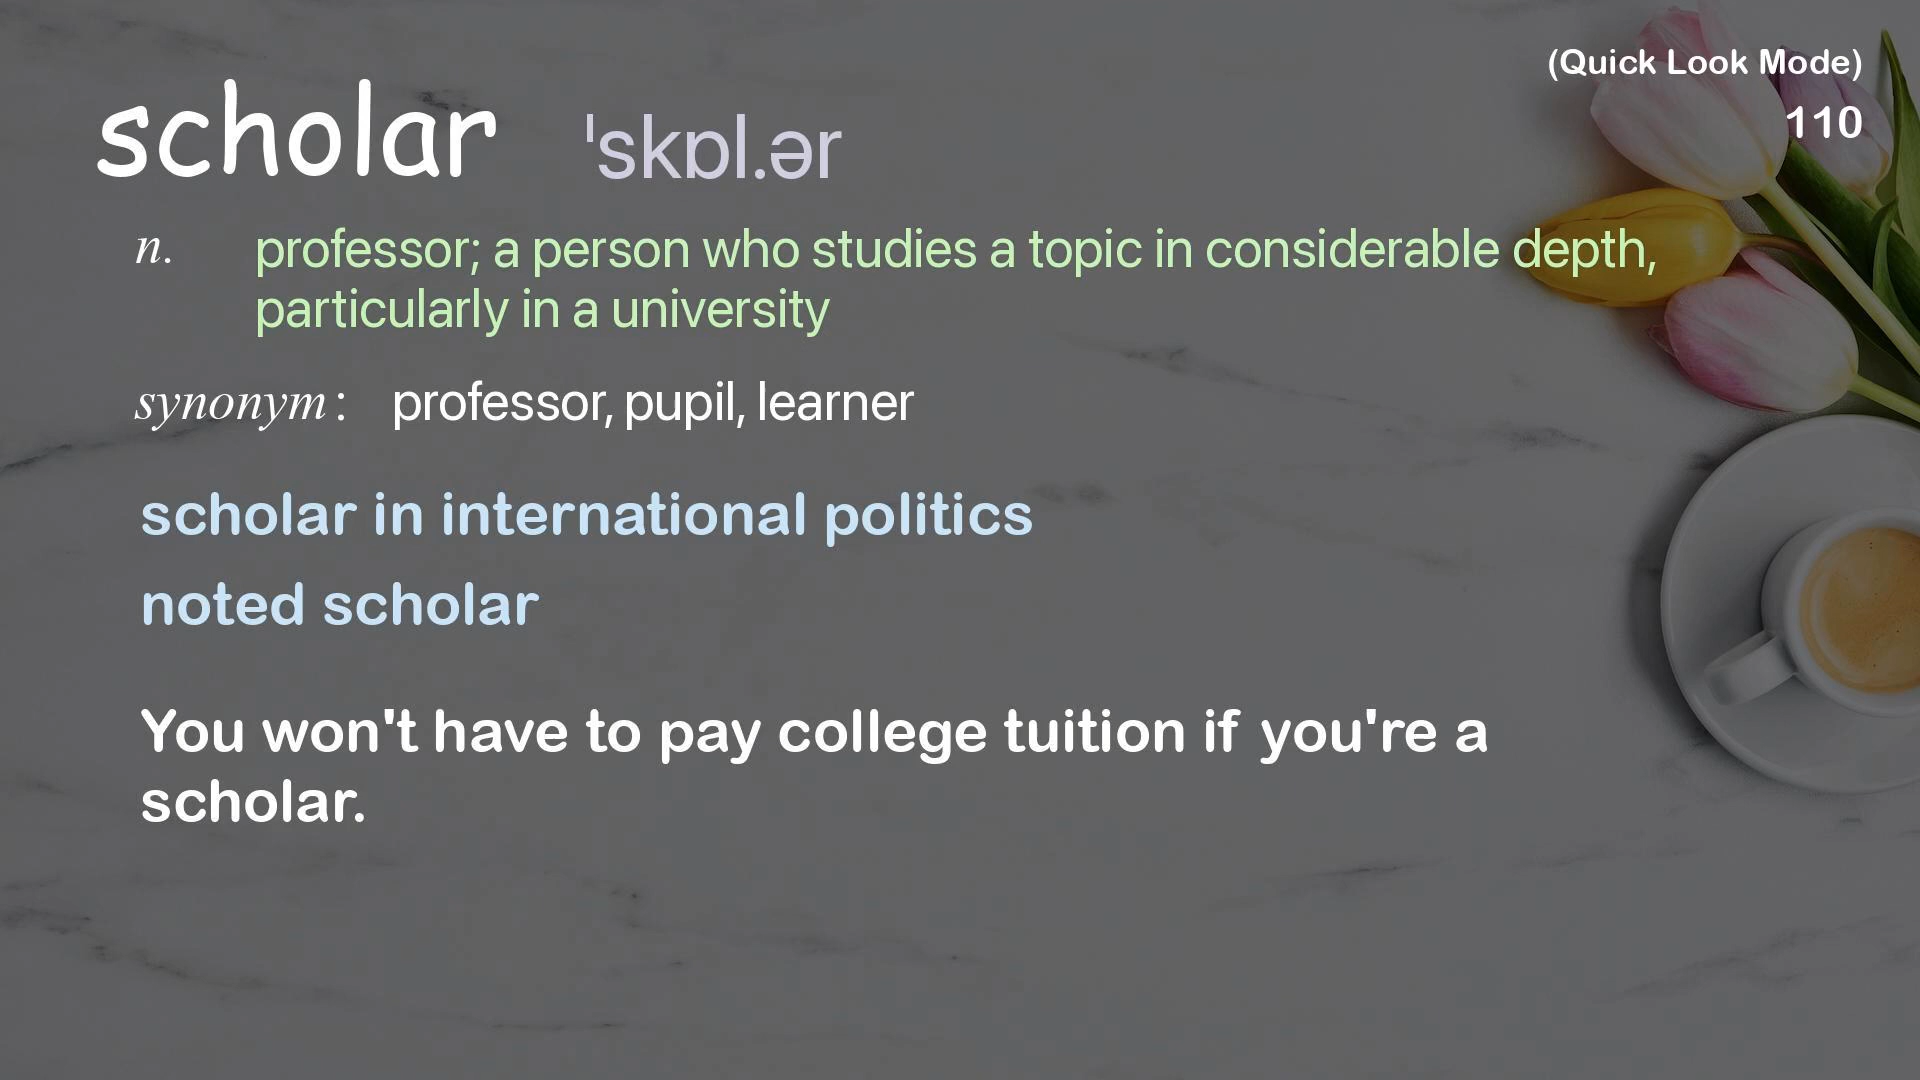 (Quick Look Mode)
110
scholar ˈskɒl.ər
n. professor; a person who studies a topic in considerable depth,
particularly in a university
synonym: professor, pupil, learner
scholar in international politics
noted scholar
You won't have to pay college tuition if you're a
scholar.